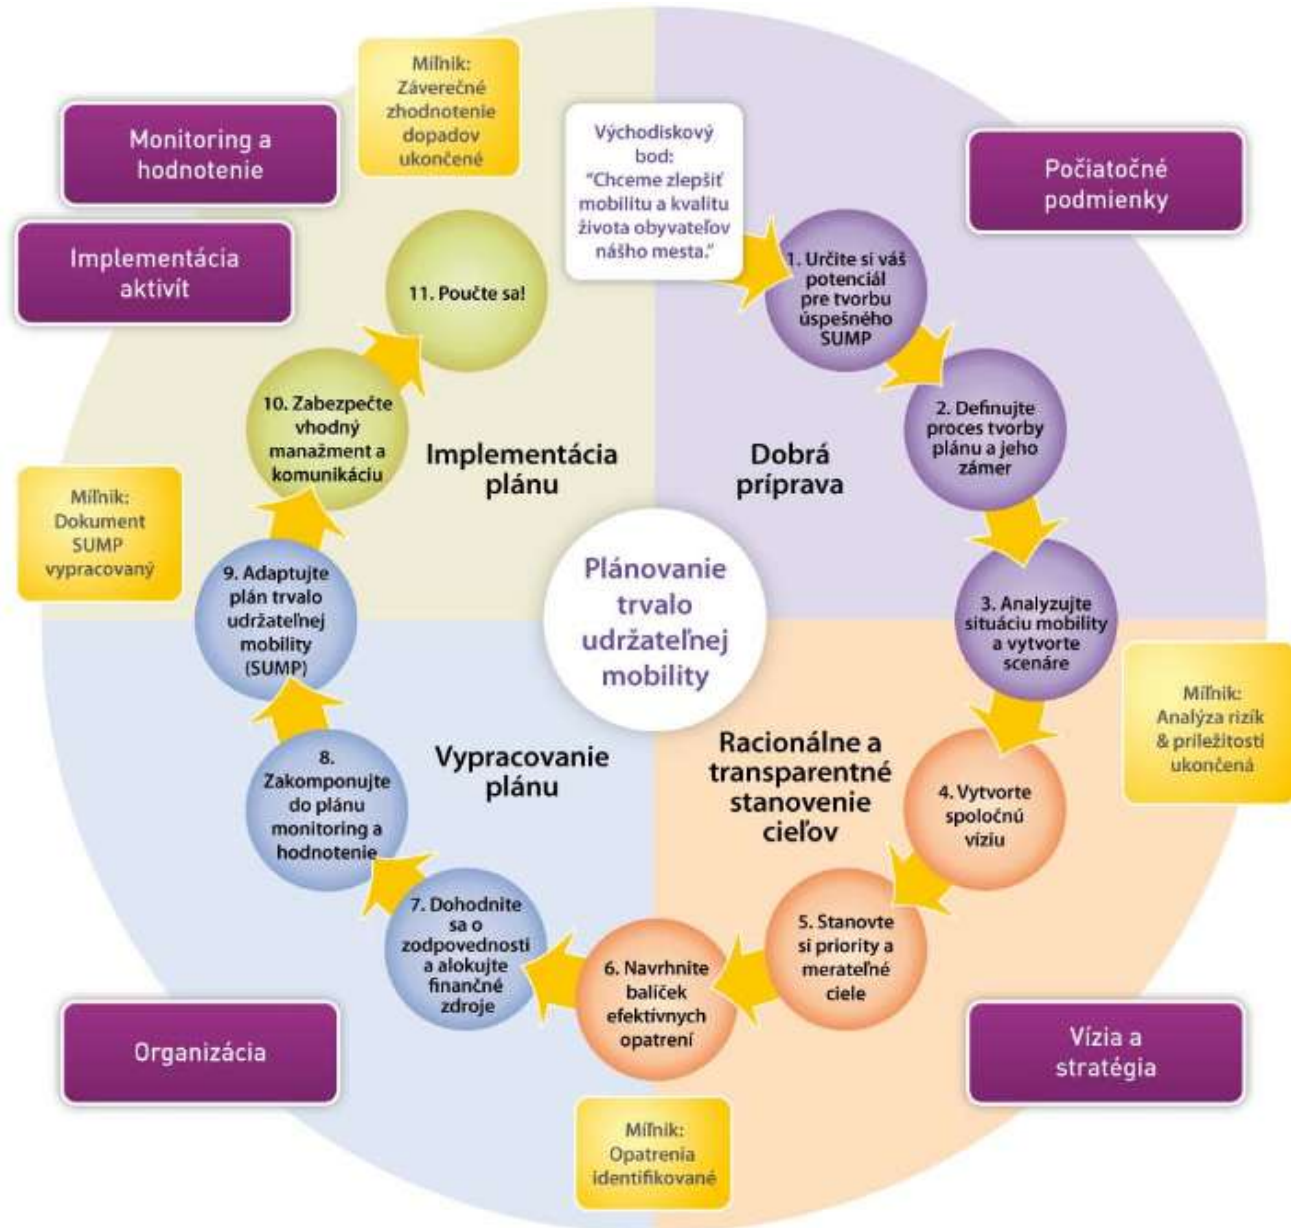 Míľnik:
Záverečné
zhodnotenie
dopadov
ukončené
Monitoring a
hodnotenie
Implementácia
aktivít
Východiskový
bod:
"Chceme zlepšiť
mobilitu a kvalitu
života obyvateľov
nášho mesta."
Počiatočné
podmienky
1. Určite si váš
potenciál
pre tvorbu
úspešného
SUMP
2. Definujte
proces tvorby
plánu a jeho
zámer
3. Analyzujte
situáciu mobility
a vytvorte
scenáre
Míľnik:
Analýza rizík
& príležitosti
ukončená
4. Vytvorte
spoločnú
víziu
5. Stanovte
si priority a
merateľné
ciele
6. Navrhnite
balíček
efektívnych
opatrení
Míľnik:
Opatrenia
identifikované
7. Dohodnite
sa o
zodpovednosti
a alokujte
finančné
zdroje
8.
Zakomponujte
do plánu
monitoring a
hodnotenie
9. Adaptujte
plán trvalo
udržateľnej
mobility
(SUMP)
Míľnik:
Dokument
SUMP
vypracovaný
10. Zabezpečte
vhodný
manažment a
komunikáciu
11. Poučte sa!
Implementácia
plánu
Dobrá
príprava
Plánovanie
trvalo
udržateľnej
mobility
Vypracovanie
plánu
Racionálne a
transparentné
stanovenie
cieľov
Organizácia
Vízia a
stratégia